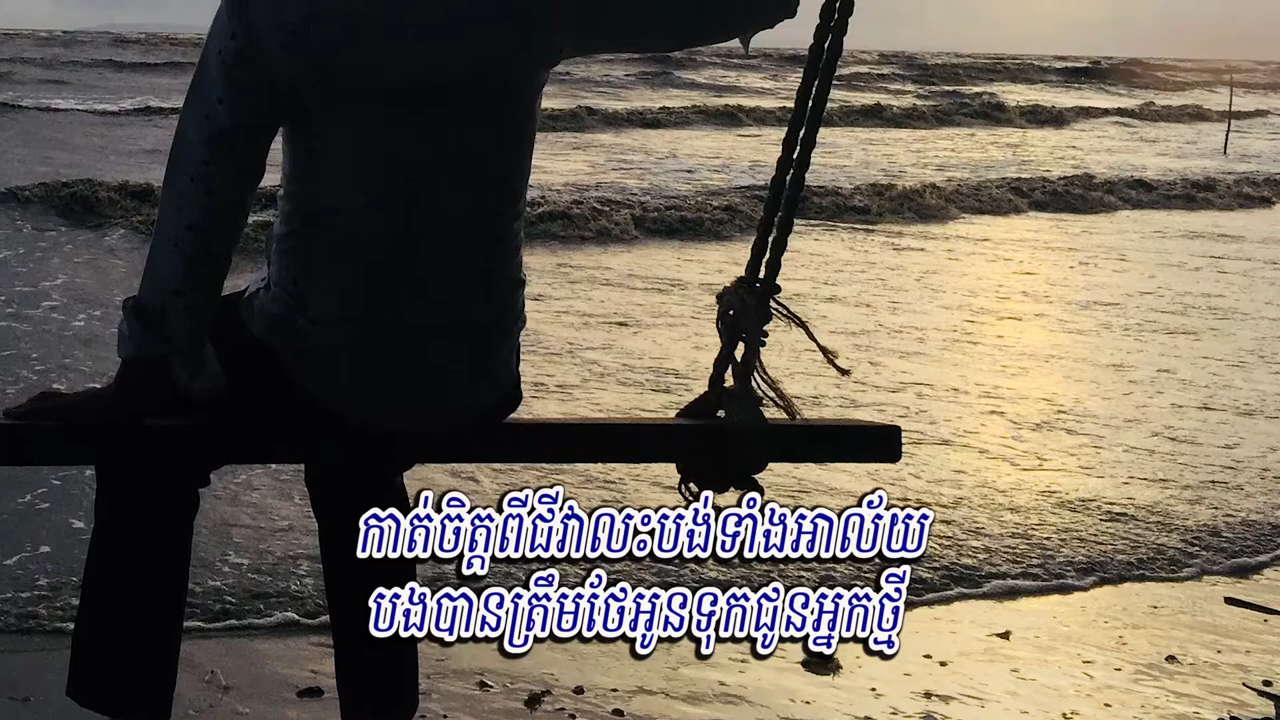 កាត់ចិត្តពីជីវាលះបង់ទាំងអាល័យ
បងបានត្រឹមថែអូនទុកជូនអ្នកថ្មី